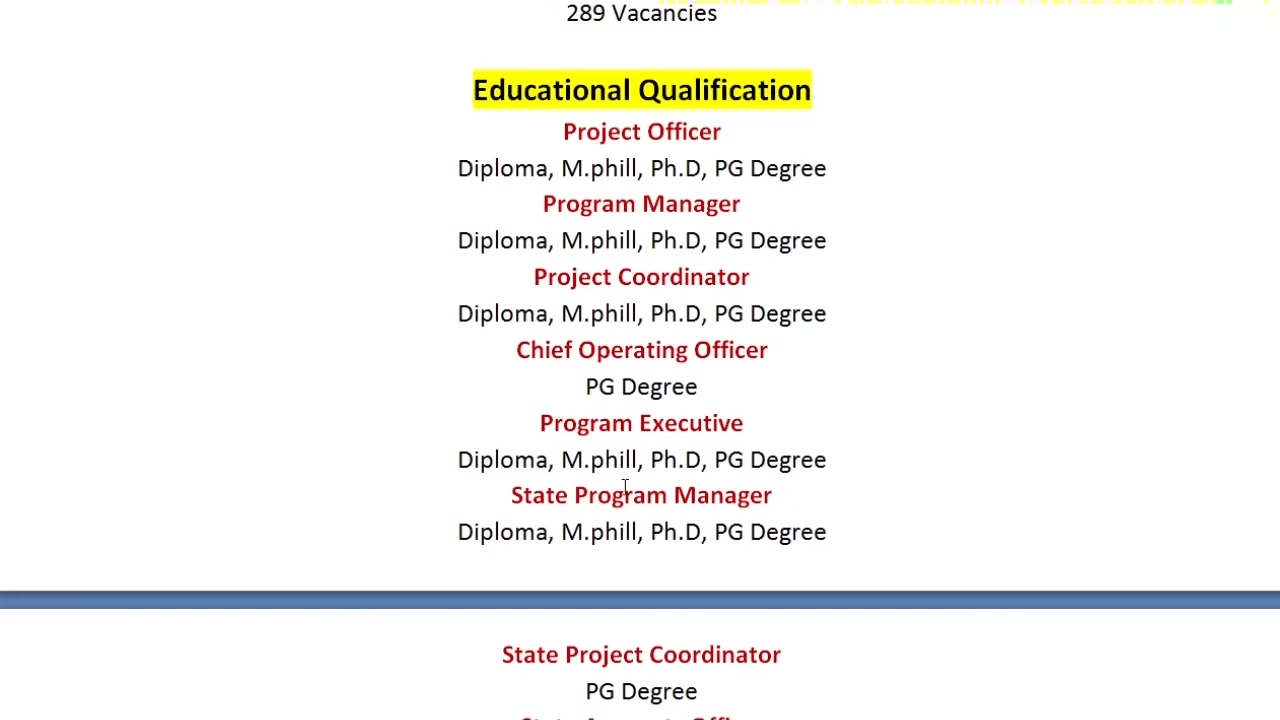 289 Vacancies
Educational Qualification
Project Officer
Diploma, M.phill, Ph.D, PG Degree
Program Manager
Diploma, M.phill, Ph.D, PG Degree
Project Coordinator
Diploma, M.phill, Ph.D, PG Degree
Chief Operating Officer
PG Degree
Program Executive
Diploma, M.phill, Ph.D, PG Degree
State Program Manager
Diploma, M.phill, Ph.D, PG Degree
State Project Coordinator
PG Degree